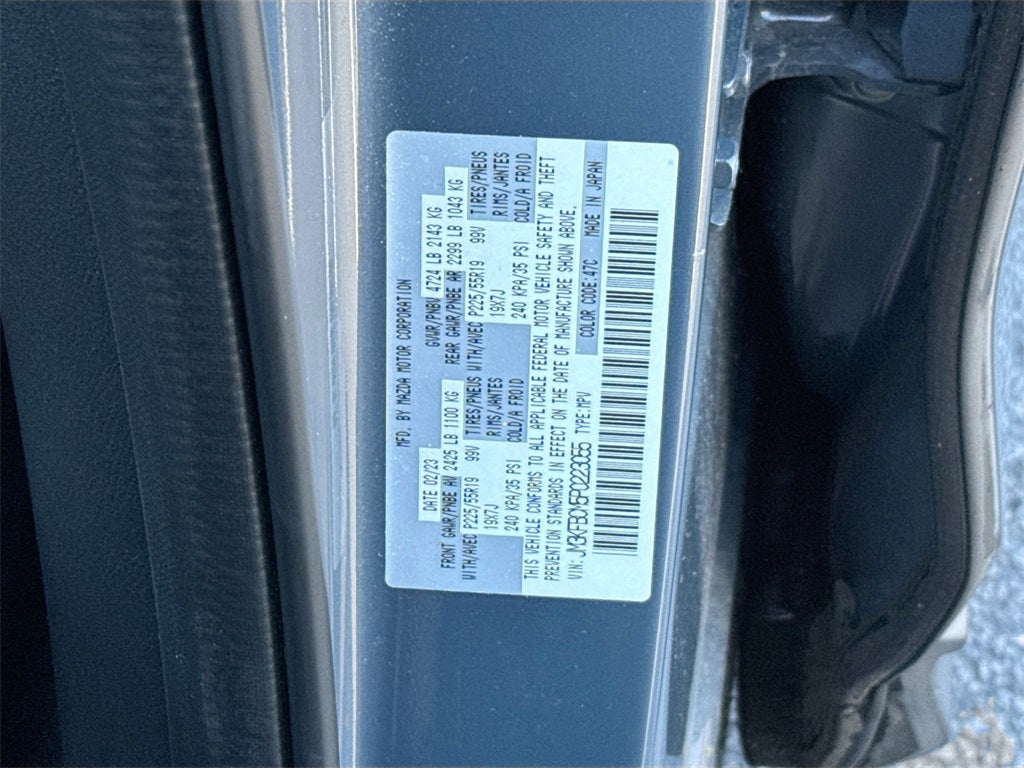 MFD. BY MAZDA MOTOR CORPORATION
DATE 02/23 GVWR/PNBV 4724 LB 2143 KG
FRONT GAWR/PNBE AV 2425 LB 1100 KG REAR GAWR/PNBE AR 2299 LB 1043 KG
WITH/AVEC P225/55R19 99V TIRES/PNEUS WITH/AVEC P225/55R19 99V TIRES/PNEUS
19X7J RIMS/JANTES 19X7J RIMS/JANTES
240 KPA/35 PSI COLD/A FROID 240 KPA/35 PSI COLD/A FROID
THIS VEHICLE CONFORMS TO ALL APPLICABLE FEDERAL MOTOR VEHICLE SAFETY AND THEFT
PREVENTION STANDARDS IN EFFECT ON THE DATE OF MANUFACTURE SHOWN ABOVE.
VIN: JM3KFBCM5P0223055 TYPE:MPV COLOR CODE:47C MADE IN JAPAN